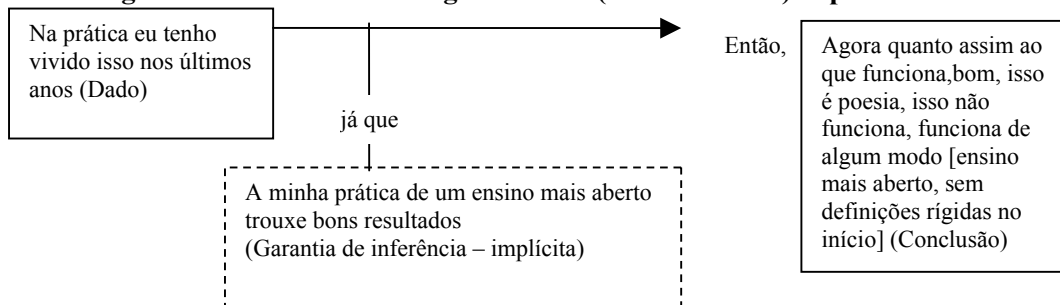 Na prática eu tenho
vivido isso nos últimos
anos (Dado)
Então,
Agora quanto assim ao
que funciona,bom, isso
é poesia, isso não
funciona, funciona de
algum modo [ensino
mais aberto, sem
definições rígidas no
início] (Conclusão)
já que
A minha prática de um ensino mais aberto
trouxe bons resultados
(Garantia de inferência – implícita)